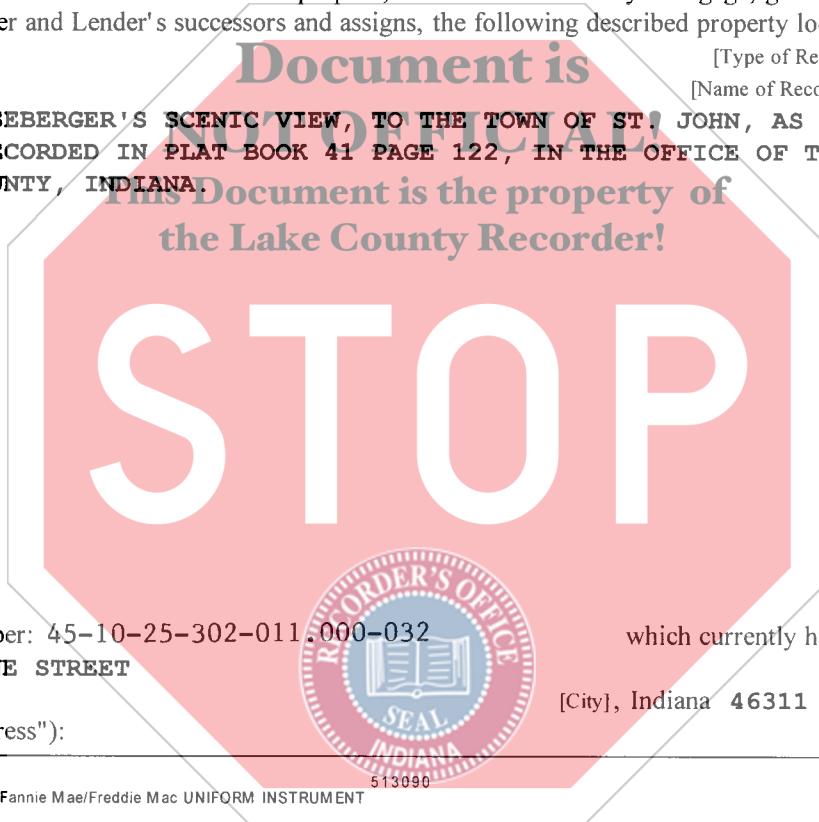 er and Lender's successors and assigns, the following described property lo
Document is
[Type of Re
[Name of Reco
EBERGER'S SCENIC VIEW, TO THE TOWN OF ST. JOHN, AS
NOT OFFICIAL!
CORDED IN PLAT BOOK 41 PAGE 122, IN THE OFFICE OF T
NTY, INDIANA.
This Document is the property of
the Lake County Recorder!
STOP
RECORDER'S OFFICE
SEAL
INDIANA
ber: 45-10-25-302-011.000-032 which currently h
E STREET
[City], Indiana 46311
ress"):
513090
Fannie Mae/Freddie Mac UNIFORM INSTRUMENT